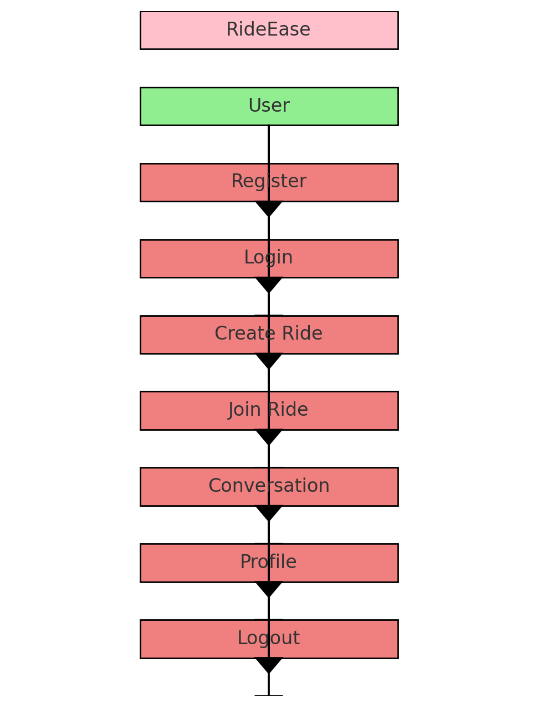 RideEase
User
Register
Login
Create Ride
Join Ride
Conversation
Profile
Logout